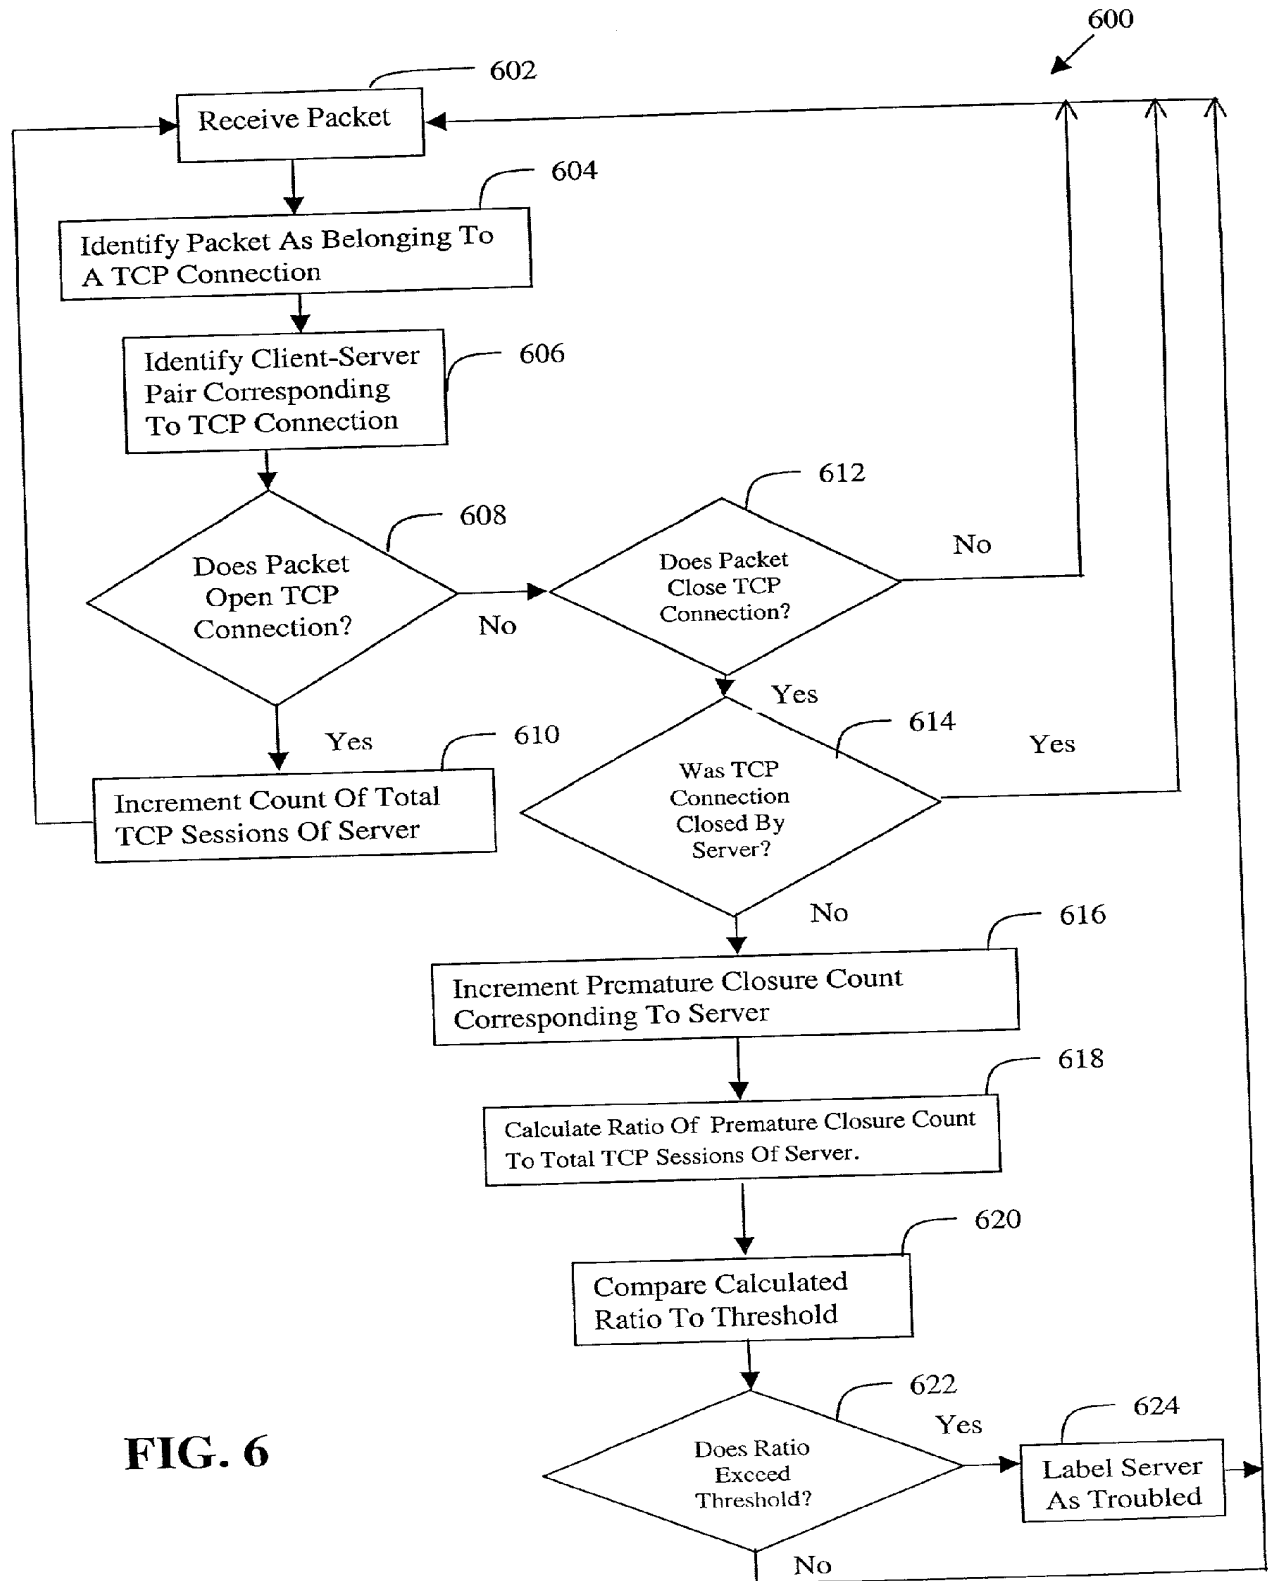 600
602
Receive Packet
604
Identify Packet As Belonging To
A TCP Connection
606
Identify Client-Server
Pair Corresponding
To TCP Connection
608
Does Packet
Open TCP
Connection?
No
Yes
610
Increment Count Of Total
TCP Sessions Of Server
612
Does Packet
Close TCP
Connection?
No
Yes
614
Was TCP
Connection
Closed By
Server?
Yes
No
616
Increment Premature Closure Count
Corresponding To Server
618
Calculate Ratio Of Premature Closure Count
To Total TCP Sessions Of Server.
620
Compare Calculated
Ratio To Threshold
622
Does Ratio
Exceed
Threshold?
Yes
No
624
Label Server
As Troubled
FIG. 6